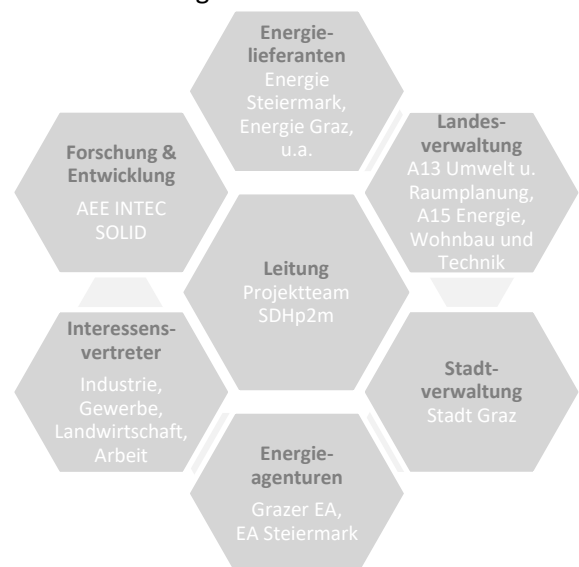 Energie-
lieferanten
Energie
Steiermark,
Energie Graz,
u.a.
Landes-
verwaltung
A13 Umwelt u.
Raumplanung,
A15 Energie,
Wohnbau und
Technik
Forschung &
Entwicklung
AEE INTEC
SOLID
Leitung
Projektteam
SDHp2m
Interessens-
vertreter
Industrie,
Gewerbe,
Landwirtschaft,
Arbeit
Stadt-
verwaltung
Stadt Graz
Energie-
agenturen
Grazer EA,
EA Steiermark